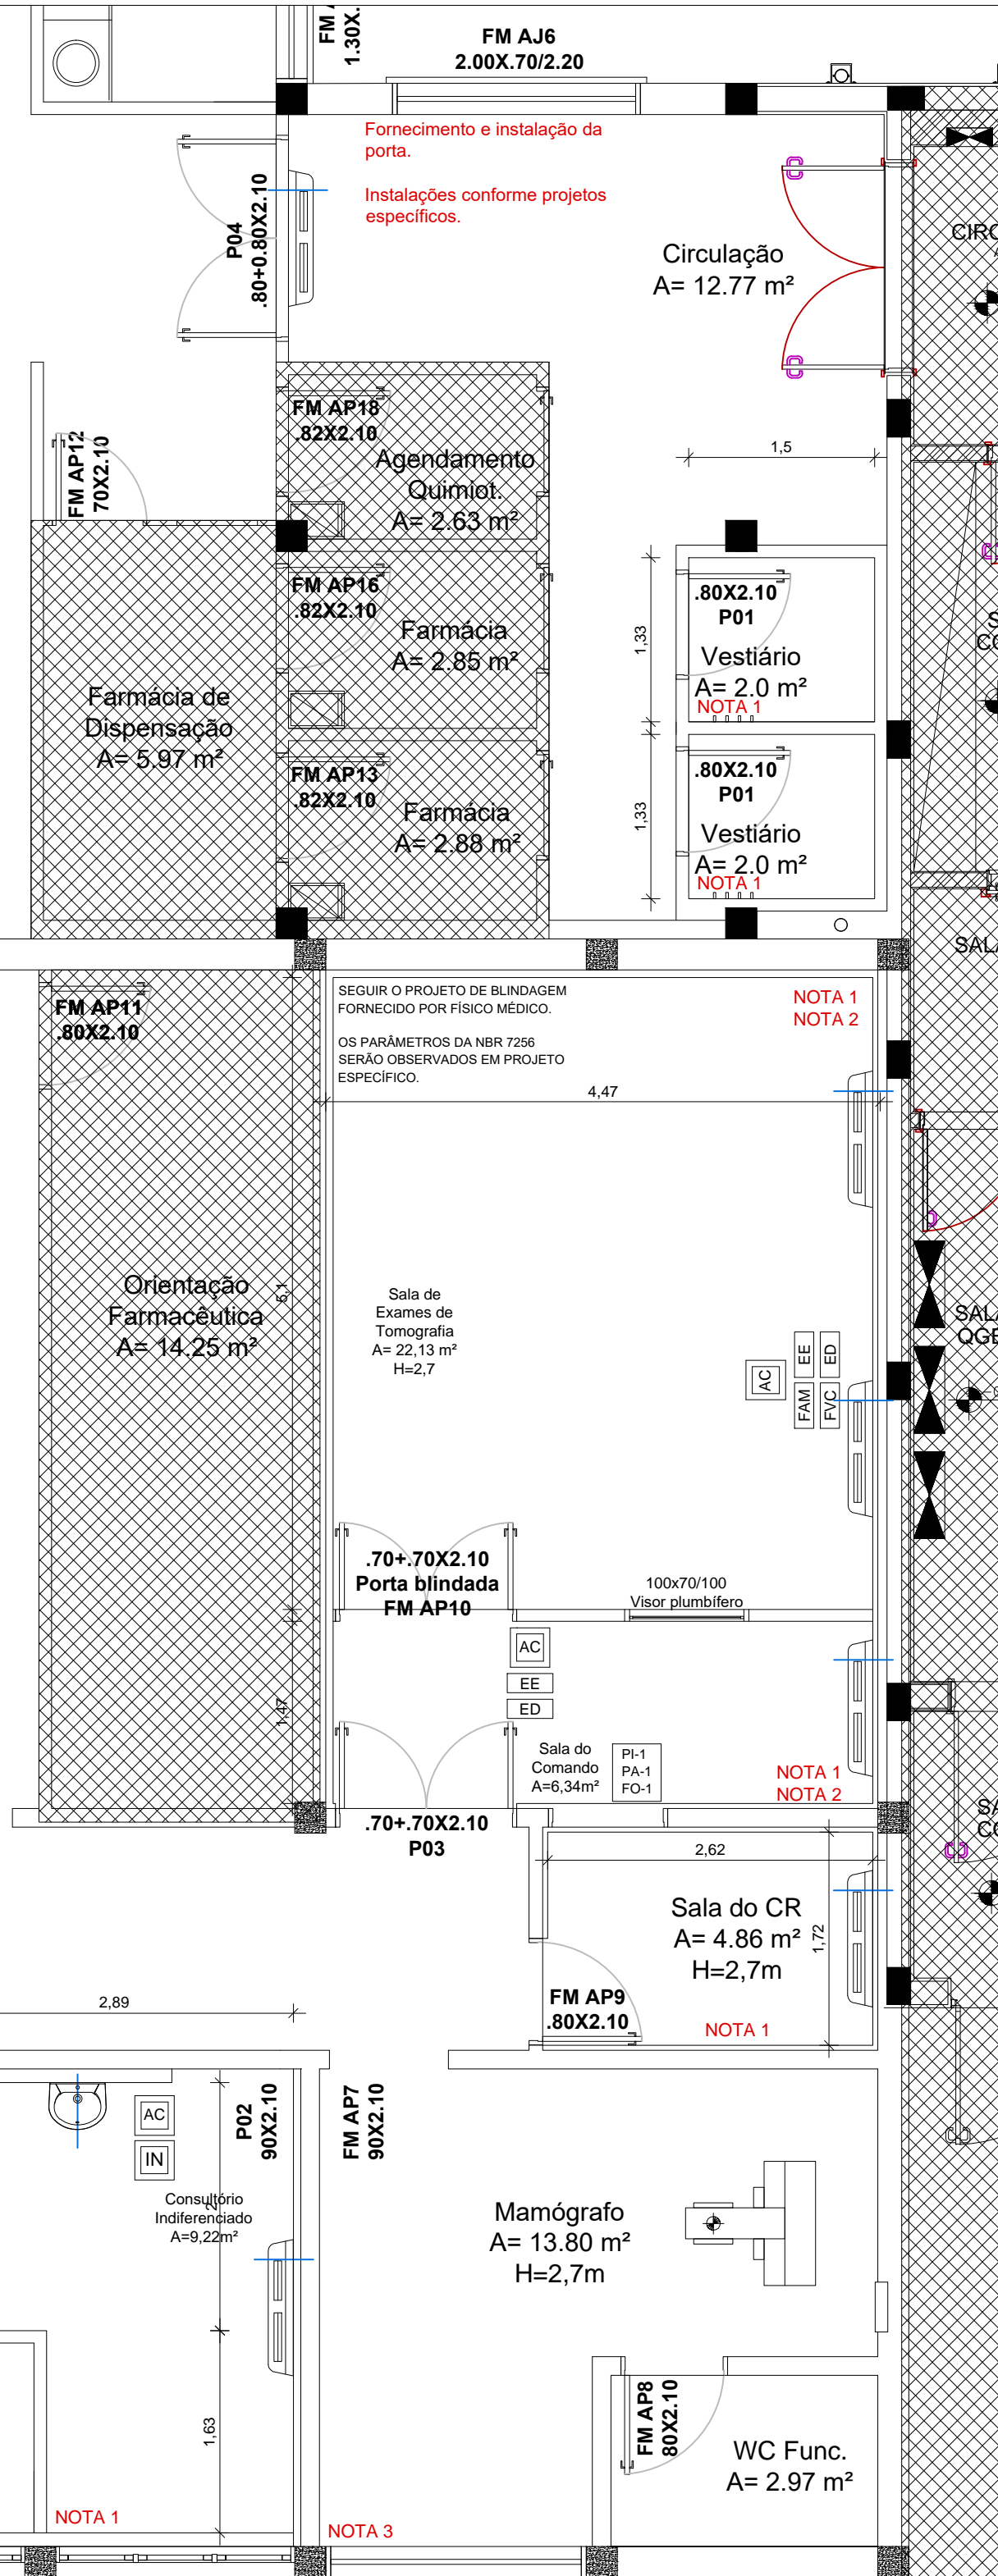 1.30X.
FM AJ6
2.00X.70/2.20
Fornecimento e instalação da
porta.
Instalações conforme projetos
específicos.
P04
.80+0.80X2.10
Circulação
A= 12.77 m²
FM AP18
.82X2.10
Agendamento
Quimiot.
A= 2.63 m²
FM AP12
70X2.10
1,5
FM AP16
.82X2.10
Farmácia
A= 2.85 m²
1,33
.80X2.10
P01
Vestiário
A= 2.0 m²
NOTA 1
Farmácia de
Dispensação
A= 5.97 m²
FM AP13
.82X2.10
Farmácia
A= 2.88 m²
1,33
.80X2.10
P01
Vestiário
A= 2.0 m²
NOTA 1
FM AP11
.80X2.10
SEGUIR O PROJETO DE BLINDAGEM
FORNECIDO POR FÍSICO MÉDICO.
OS PARÂMETROS DA NBR 7256
SERÃO OBSERVADOS EM PROJETO
ESPECÍFICO.
NOTA 1
NOTA 2
4,47
Orientação
Farmacêutica
A= 14.25 m²
5,1
Sala de
Exames de
Tomografia
A= 22,13 m²
H=2,7
AC
EE
ED
FAM
FVC
.70+.70X2.10
Porta blindada
FM AP10
100x70/100
Visor plumbífero
AC
EE
ED
1,47
Sala do
Comando
A=6,34m²
PI-1
PA-1
FO-1
NOTA 1
NOTA 2
.70+.70X2.10
P03
2,62
Sala do CR
A= 4.86 m²
H=2,7m
1,72
FM AP9
.80X2.10
NOTA 1
2,89
AC
IN
P02
90X2.10
FM AP7
90X2.10
Consultório
Indiferenciado
A=9,22m²
2
Mamógrafo
A= 13.80 m²
H=2,7m
1,63
FM AP8
80X2.10
WC Func.
A= 2.97 m²
NOTA 1
NOTA 3